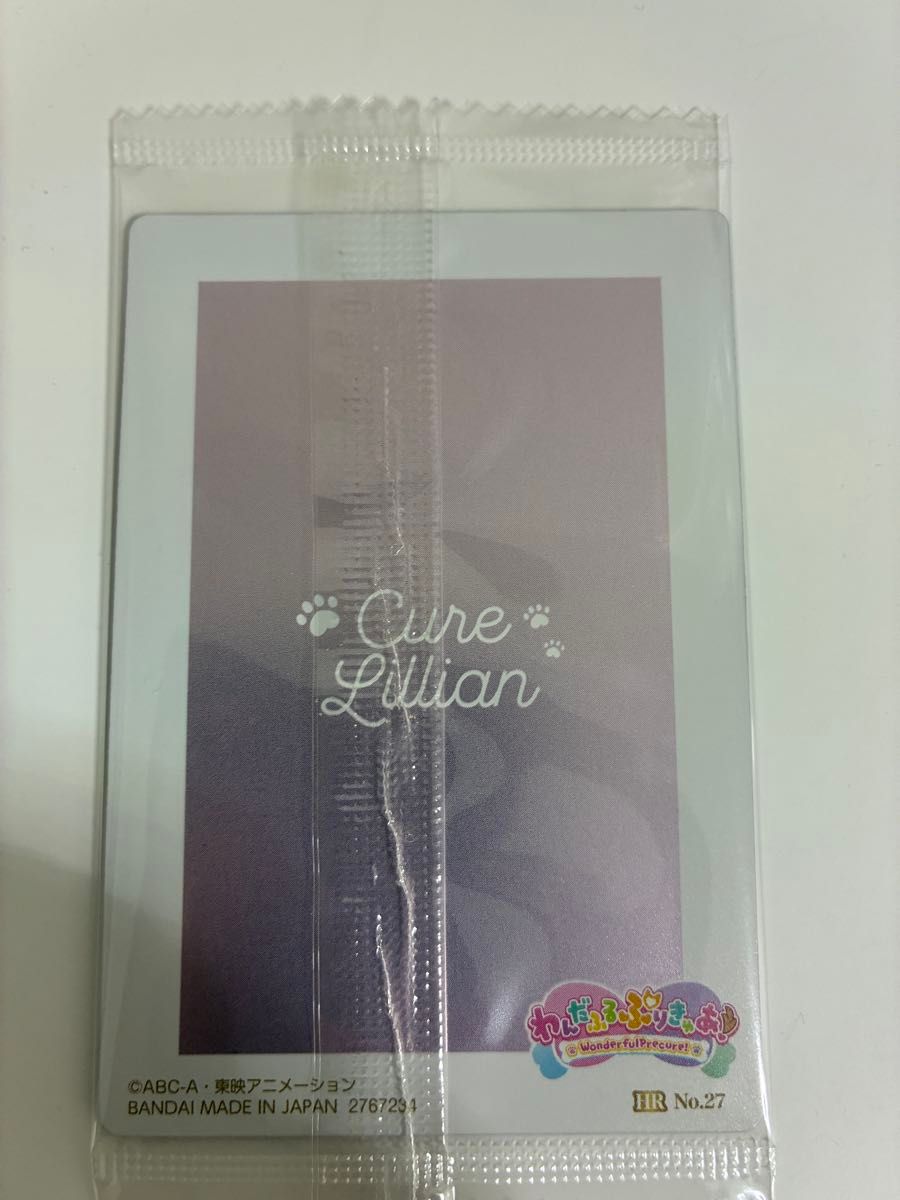 Cure
Lillian
わんだふるぷりきゅあ!
WonderfulPrecure!
©ABC-A・東映アニメーション
BANDAI MADE IN JAPAN 2767234
HR No.27